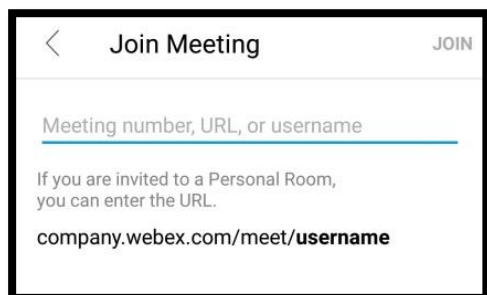 Join Meeting JOIN
Meeting number, URL, or username
If you are invited to a Personal Room,
you can enter the URL.
company.webex.com/meet/username